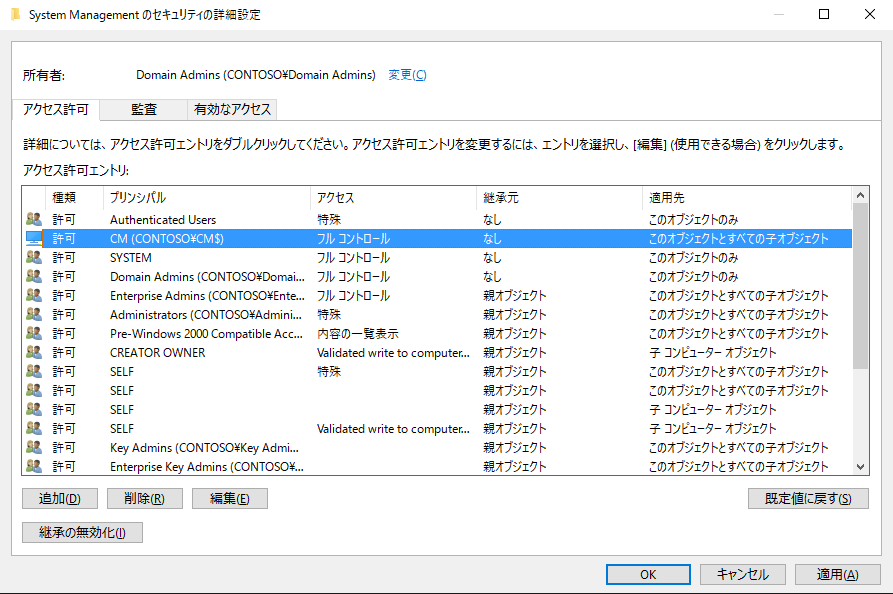 System Management のセキュリティの詳細設定
所有者: Domain Admins (CONTOSO¥Domain Admins) 変更(C)
アクセス許可 監査 有効なアクセス
詳細については、アクセス許可エントリをダブルクリックしてください。アクセス許可エントリを変更するには、エントリを選択し、[編集] (使用できる場合) をクリックします。
アクセス許可エントリ:
種類 プリンシパル アクセス 継承元 適用先
許可 Authenticated Users 特殊 なし このオブジェクトのみ
許可 CM (CONTOSO¥CM$) フル コントロール なし このオブジェクトとすべての子オブジェクト
許可 SYSTEM フル コントロール なし このオブジェクトのみ
許可 Domain Admins (CONTOSO¥Domai... フル コントロール なし このオブジェクトのみ
許可 Enterprise Admins (CONTOSO¥Ente... フル コントロール 親オブジェクト このオブジェクトとすべての子オブジェクト
許可 Administrators (CONTOSO¥Admini... 特殊 親オブジェクト このオブジェクトとすべての子オブジェクト
許可 Pre-Windows 2000 Compatible Acc... 内容の一覧表示 親オブジェクト このオブジェクトとすべての子オブジェクト
許可 CREATOR OWNER Validated write to computer... 親オブジェクト 子 コンピューター オブジェクト
許可 SELF 特殊 親オブジェクト このオブジェクトとすべての子オブジェクト
許可 SELF 親オブジェクト このオブジェクトとすべての子オブジェクト
許可 SELF 親オブジェクト 子 コンピューター オブジェクト
許可 SELF Validated write to computer... 親オブジェクト 子 コンピューター オブジェクト
許可 Key Admins (CONTOSO¥Key Admi... 親オブジェクト このオブジェクトとすべての子オブジェクト
許可 Enterprise Key Admins (CONTOSO¥... 親オブジェクト このオブジェクトとすべての子オブジェクト
追加(D) 削除(R) 編集(E) 既定値に戻す(S)
継承の無効化(I)
OK キャンセル 適用(A)